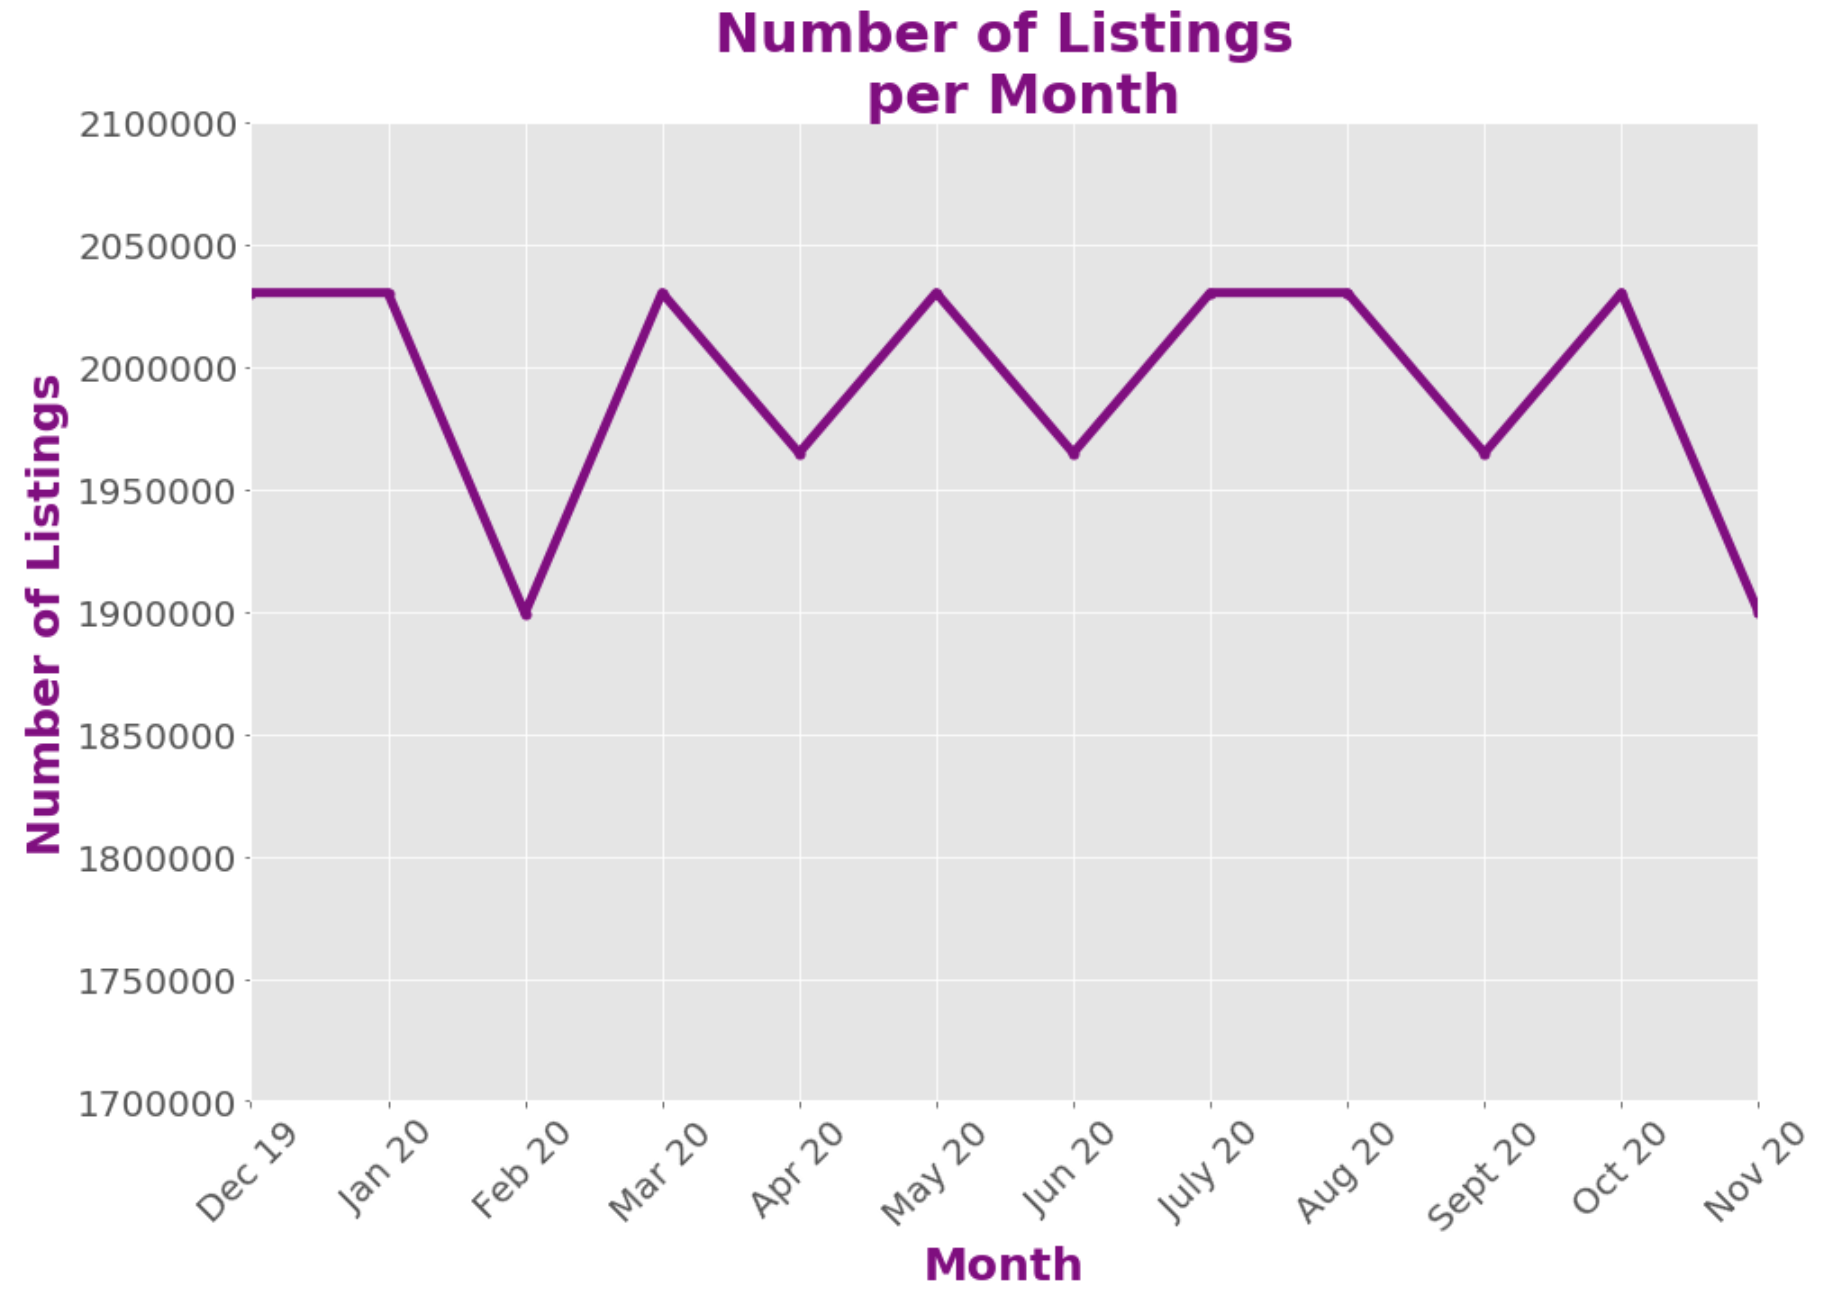 Number of Listings
per Month
2100000
2050000
2000000
1950000
1900000
1850000
1800000
1750000
1700000
Number of Listings
Dec 19
Jan 20
Feb 20
Mar 20
Apr 20
May 20
Jun 20
July 20
Aug 20
Sept 20
Oct 20
Nov 20
Month